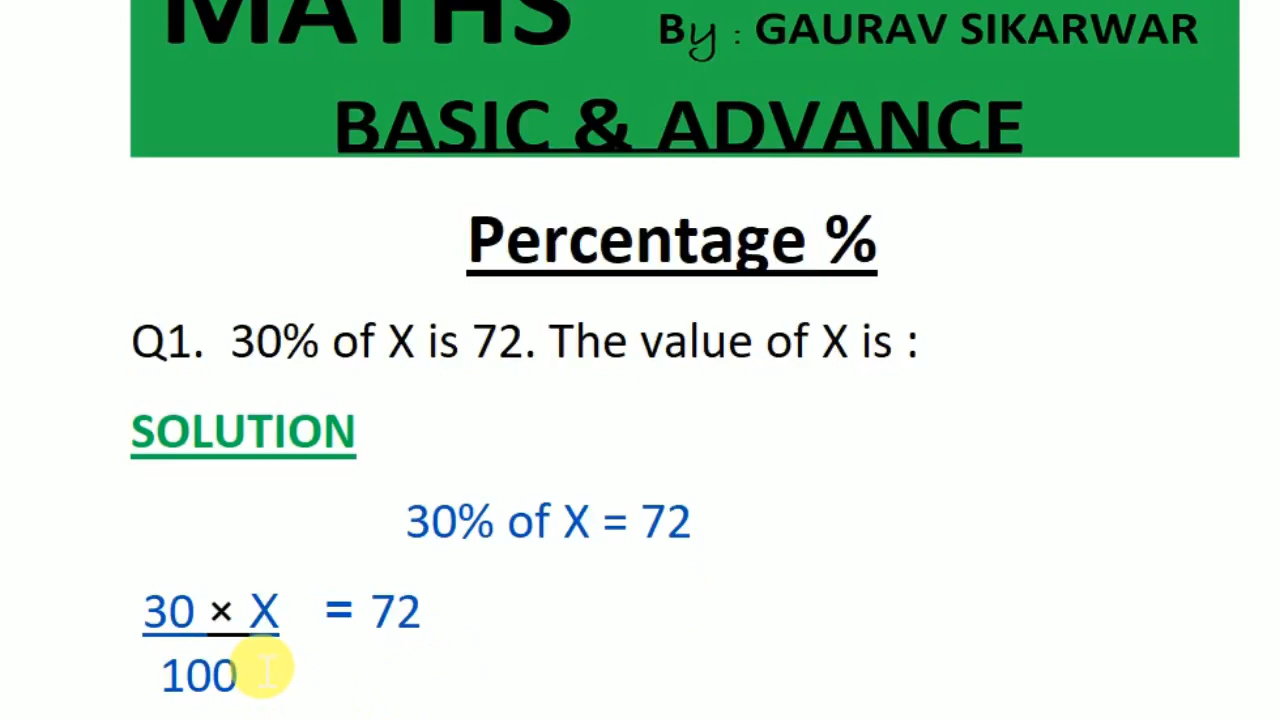 MATHS By : GAURAV SIKARWAR
BASIC & ADVANCE
Percentage %
Q1. 30% of X is 72. The value of X is :
SOLUTION
30% of X = 72
30 × X = 72
100